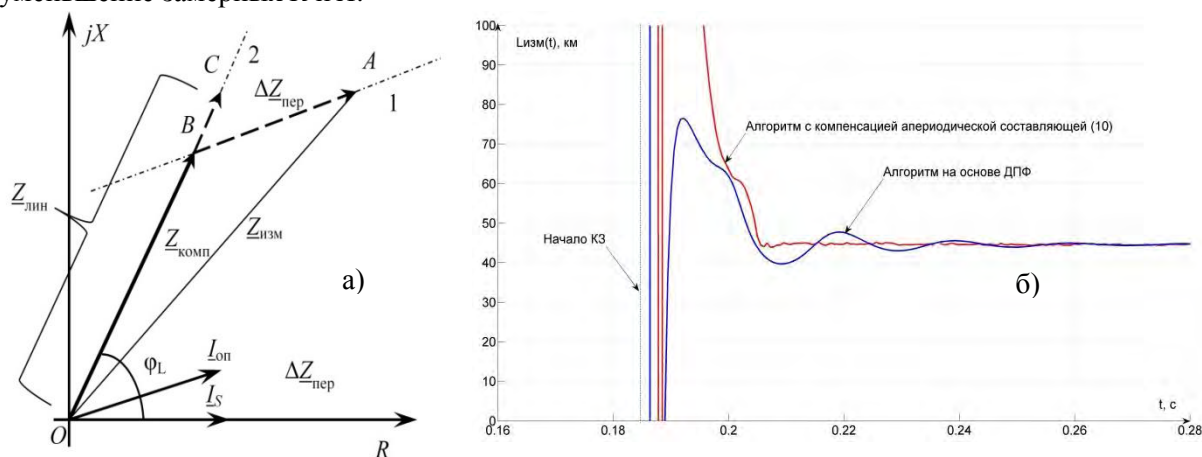 уменьшение замерных R и X.
jX
C
2
A
ΔZпер
1
B
Zлин
Zизм
Zкомп
а)
φL
Iоп
ΔZпер
IS
O
R
100
Lизм(t), км
90
80
Алгоритм с компенсацией апериодической составляющей (10)
70
Алгоритм на основе ДПФ
60
50
Начало КЗ
40
б)
30
20
10
t, с
0
0.16
0.18
0.2
0.22
0.24
0.26
0.28